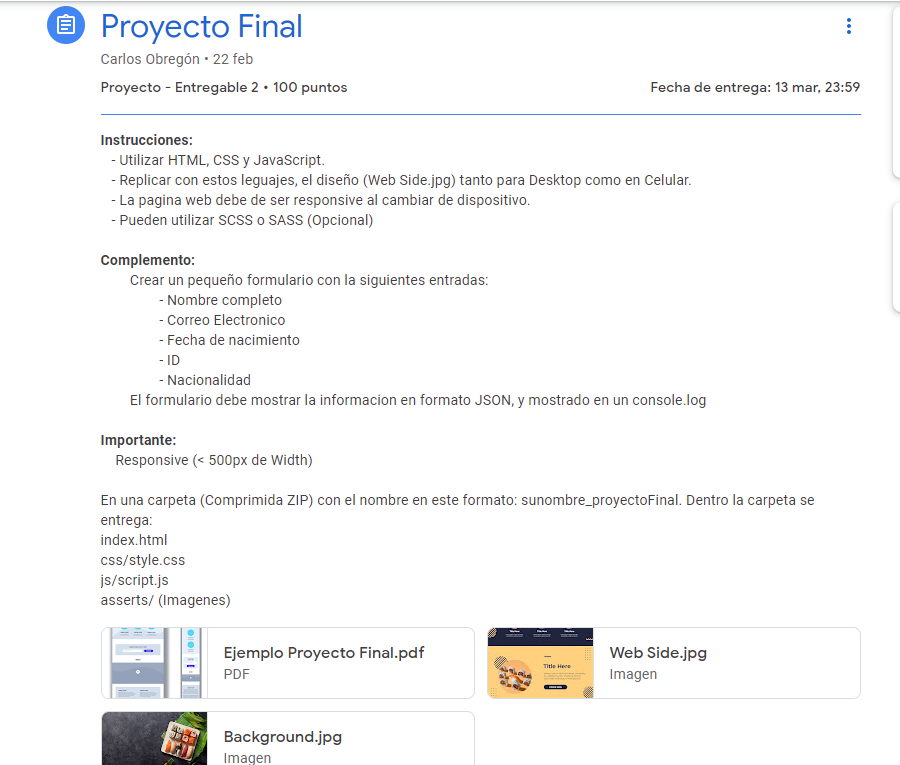 Proyecto Final
Carlos Obregón • 22 feb
Proyecto - Entregable 2 • 100 puntos
Fecha de entrega: 13 mar, 23:59
Instrucciones:
- Utilizar HTML, CSS y JavaScript.
- Replicar con estos leguajes, el diseño (Web Side.jpg) tanto para Desktop como en Celular.
- La pagina web debe de ser responsive al cambiar de dispositivo.
- Pueden utilizar SCSS o SASS (Opcional)
Complemento:
Crear un pequeño formulario con la siguientes entradas:
- Nombre completo
- Correo Electronico
- Fecha de nacimiento
- ID
- Nacionalidad
El formulario debe mostrar la informacion en formato JSON, y mostrado en un console.log
Importante:
Responsive (< 500px de Width)
En una carpeta (Comprimida ZIP) con el nombre en este formato: sunombre_proyectoFinal. Dentro la carpeta se
entrega:
index.html
css/style.css
js/script.js
asserts/ (Imagenes)
Ejemplo Proyecto Final.pdf
PDF
Title Here
Web Side.jpg
Imagen
Background.jpg
Imagen